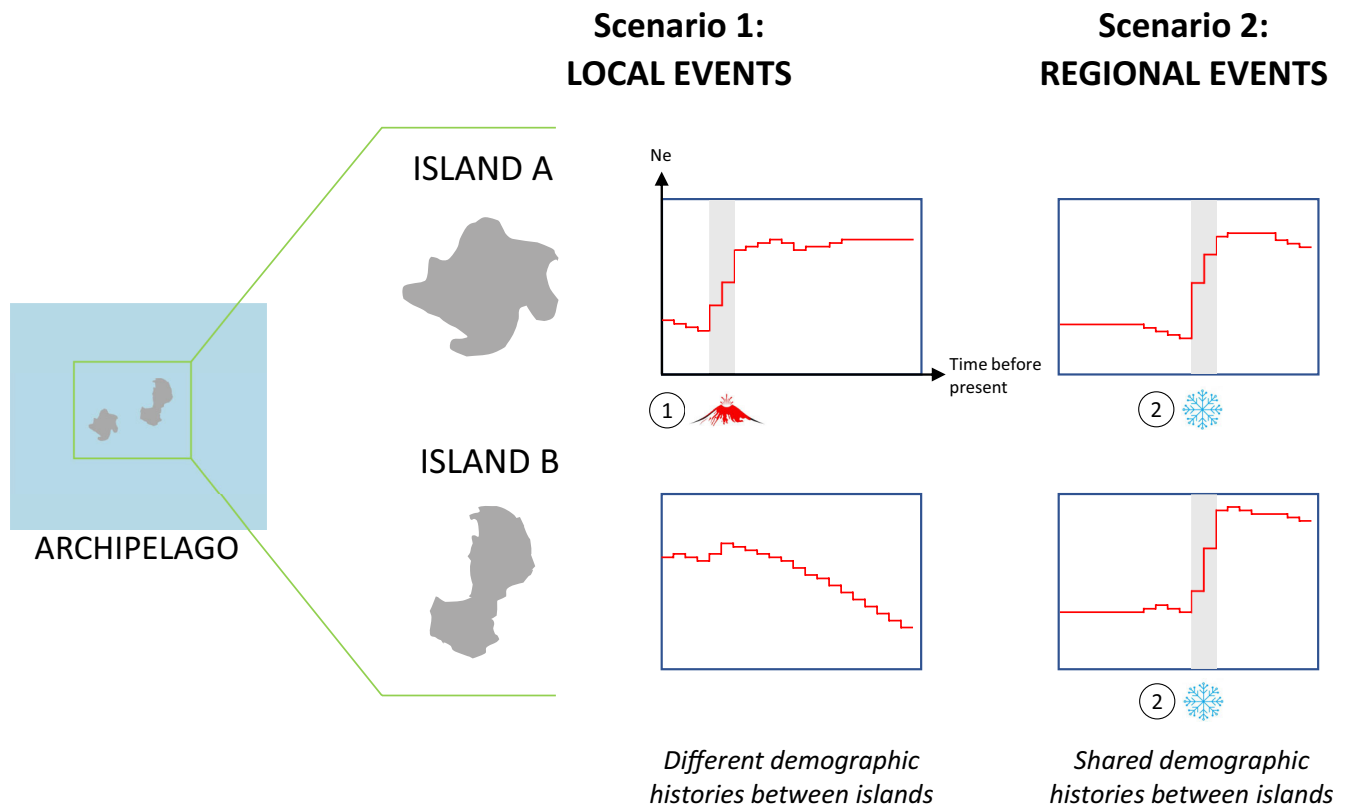 Scenario 1:
LOCAL EVENTS
Scenario 2:
REGIONAL EVENTS
ISLAND A
Ne
Time before
present
1
2
ISLAND B
ARCHIPELAGO
2
Different demographic
histories between islands
Shared demographic
histories between islands